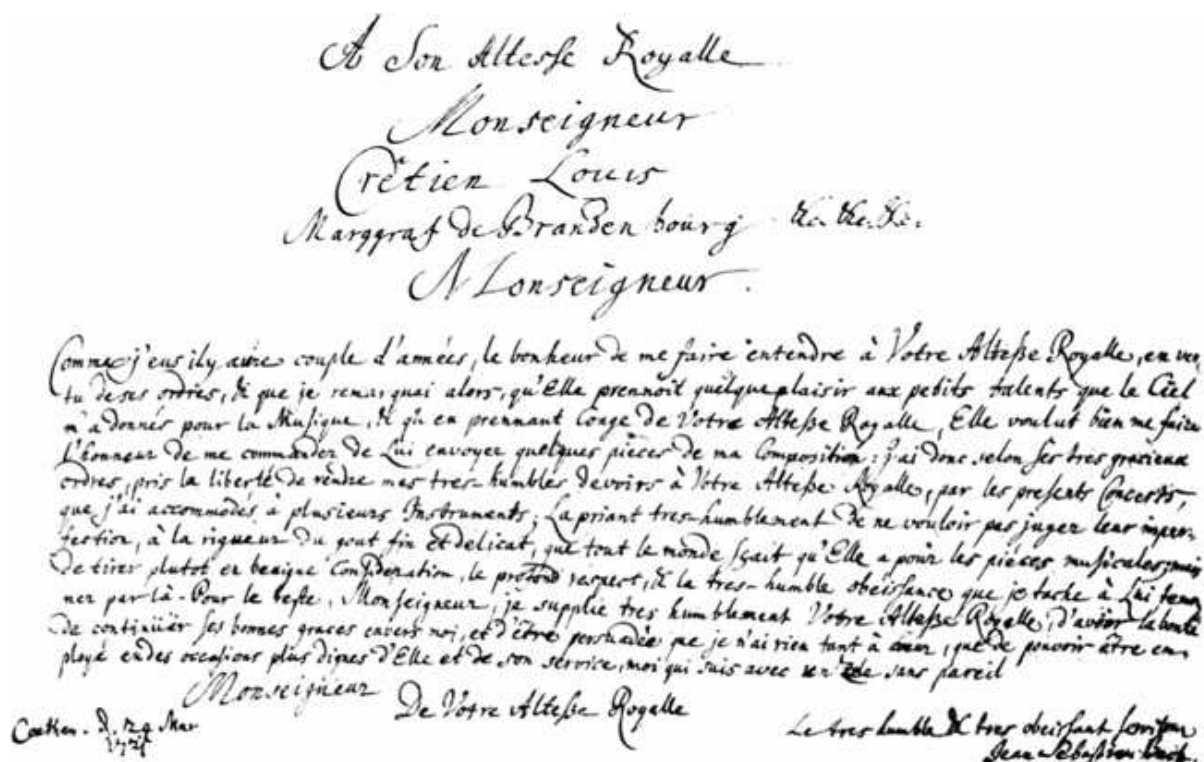 A Son Altesse Royalle
Monseigneur
Crêtien Louis
Marggraf de Brandenbourg &c. &c. &c.
Monseigneur.
Comme j'eus il y a une couple d'années, le bonheur de me faire entendre à Votre Alteße Royalle, en ver
tu de ses ordres, & que je remarquai alors, qu'Elle prennoit quelque plaisir aux petits talents que le Ciel
m'a donnés pour la Musique, & qu'en prennant Conge de Votre Alteße Royalle, Elle voulut bien me faire
l'honneur de me commander de Lui envoyer quelques pieces de ma Composition: j'ai donc selon ses tres gracieux
ordres, pris la liberté de rendre mes tres-humbles devoirs à Votre Alteße Royalle, par les presents Concerts,
que j'ai accommodés à plusieurs Instruments; La priant tres-humblement de ne vouloir pas juger leur imper-
fection, à la rigueur du gout fin et delicat, que tout le monde sçait qu'Elle a pour les piéces musicales; mais
de tirer plutot en benigne Consideration, le profond respect, & la tres-humble obeissance que je tache à Lui temoig
ner par là. Pour le reste, Monseigneur, je supplie tres humblement Votre Alteße Royalle, d'avoir la bonté
de continüer ses bonnes graces envers moi, et d'être persuadée que je n'ai rien tant à cœur, que de pouvoir être em-
ployé en des occasions plus dignes d'Elle et de son service, moi qui suis avec un zele sans pareil
Monseigneur
De Votre Alteße Royalle
Coethen. d. 24 Mar
1721
Le tres humble & tres obeissant serviteur
Jean Sebastien Bach.